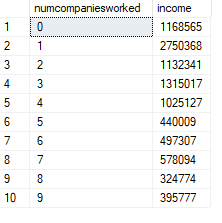 numcompaniesworked income
1 0 1168565
2 1 2750368
3 2 1132341
4 3 1315017
5 4 1025127
6 5 440009
7 6 497307
8 7 578094
9 8 324774
10 9 395777